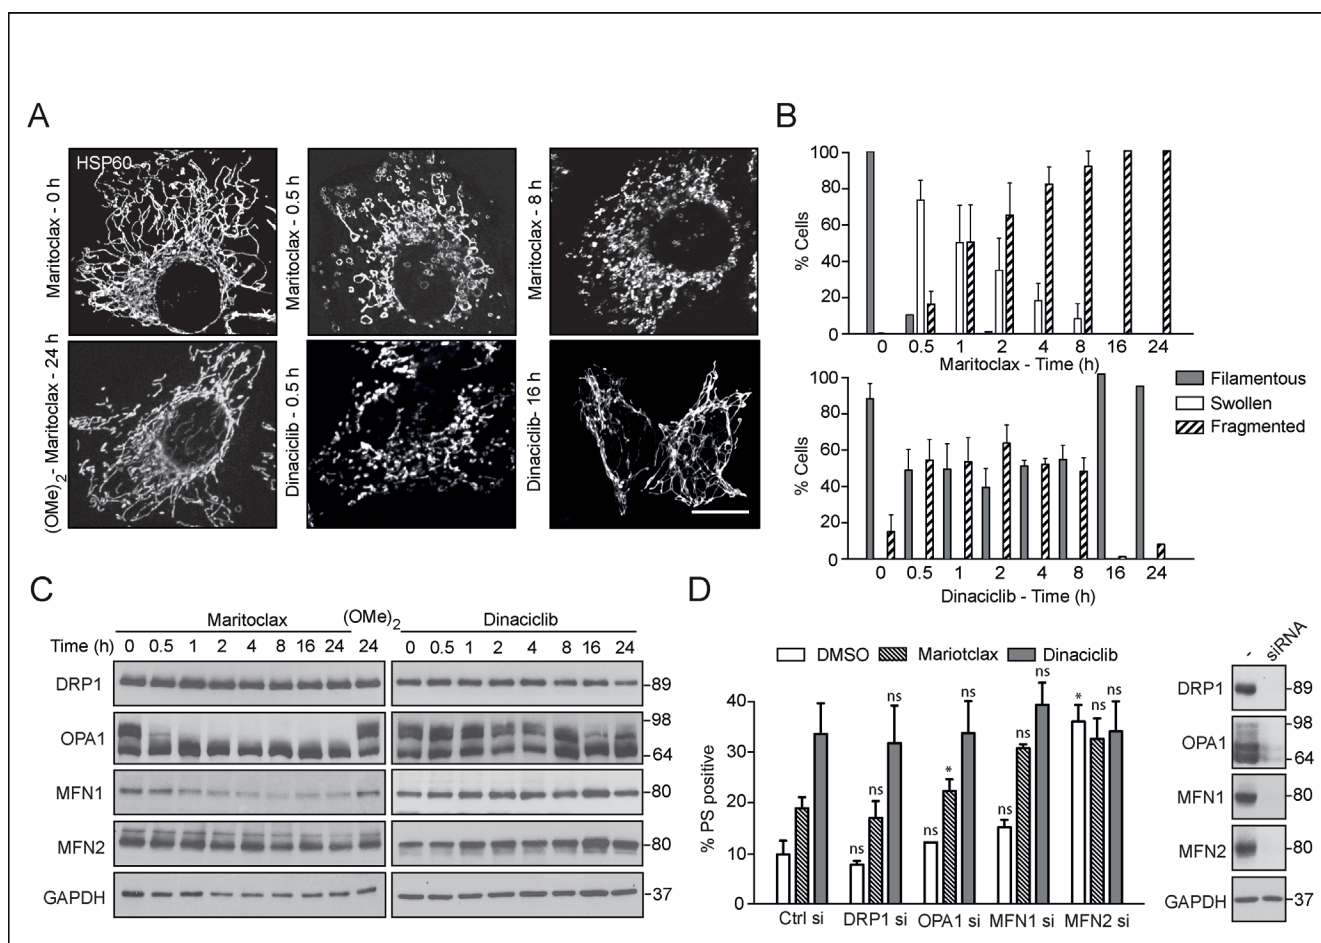 A
HSP60
Maritoclax - 0 h
Maritoclax - 0.5 h
Maritoclax - 8 h
(OMe)2- Maritoclax - 24 h
Dinaciclib - 0.5 h
Dinaciclib- 16 h
B
100
80
60
40
20
0
% Cells
0 0.5 1 2 4 8 16 24
Maritoclax - Time (h)
100
80
60
40
20
0
% Cells
0 0.5 1 2 4 8 16 24
Dinaciclib - Time (h)
Filamentous
Swollen
Fragmented
C
Maritoclax (OMe)2 Dinaciclib
Time (h) 0 0.5 1 2 4 8 16 24 24 0 0.5 1 2 4 8 16 24
DRP1 -89
OPA1 -98
-64
MFN1 -80
MFN2 -80
GAPDH -37
D
DMSO Mariotclax Dinaciclib
40
30
20
10
0
% PS positive
ns ns ns
ns * ns
ns ns ns
* ns ns
Ctrl si DRP1 si OPA1 si MFN1 si MFN2 si
- siRNA
DRP1 -89
OPA1 -98
-64
MFN1 -80
MFN2 -80
GAPDH -37